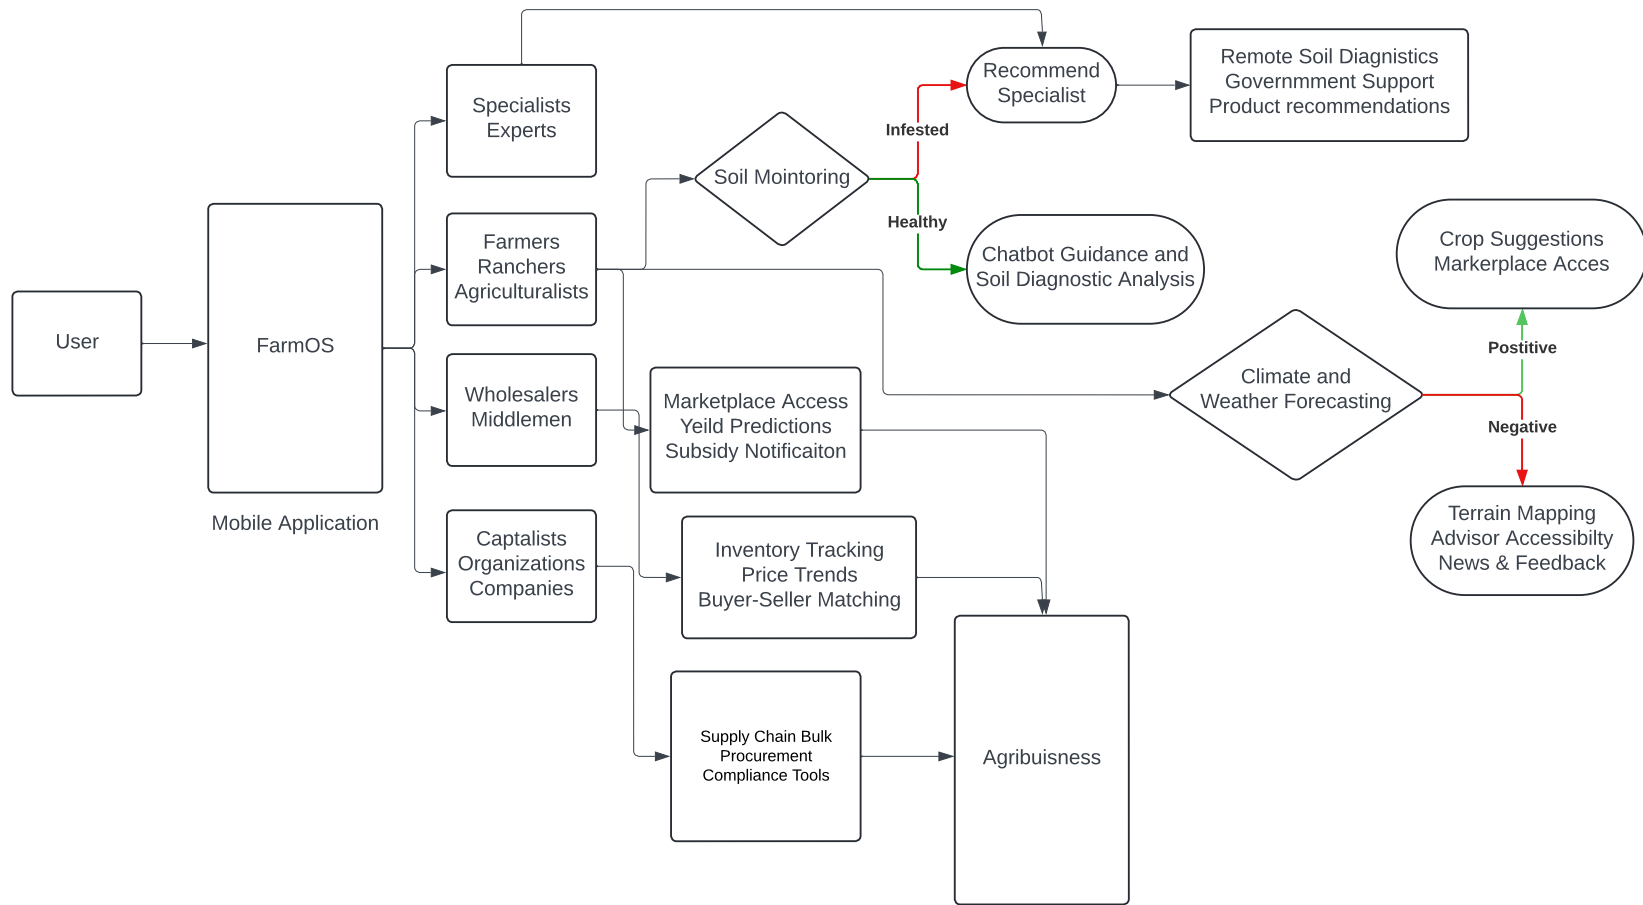 User
FarmOS
Mobile Application
Specialists
Experts
Farmers
Ranchers
Agriculturalists
Wholesalers
Middlemen
Captalists
Organizations
Companies
Soil Mointoring
Infested
Healthy
Recommend
Specialist
Remote Soil Diagnistics
Governmment Support
Product recommendations
Chatbot Guidance and
Soil Diagnostic Analysis
Marketplace Access
Yeild Predictions
Subsidy Notificaiton
Inventory Tracking
Price Trends
Buyer-Seller Matching
Supply Chain Bulk
Procurement
Compliance Tools
Agribuisness
Climate and
Weather Forecasting
Postitive
Negative
Crop Suggestions
Markerplace Acces
Terrain Mapping
Advisor Accessibilty
News & Feedback